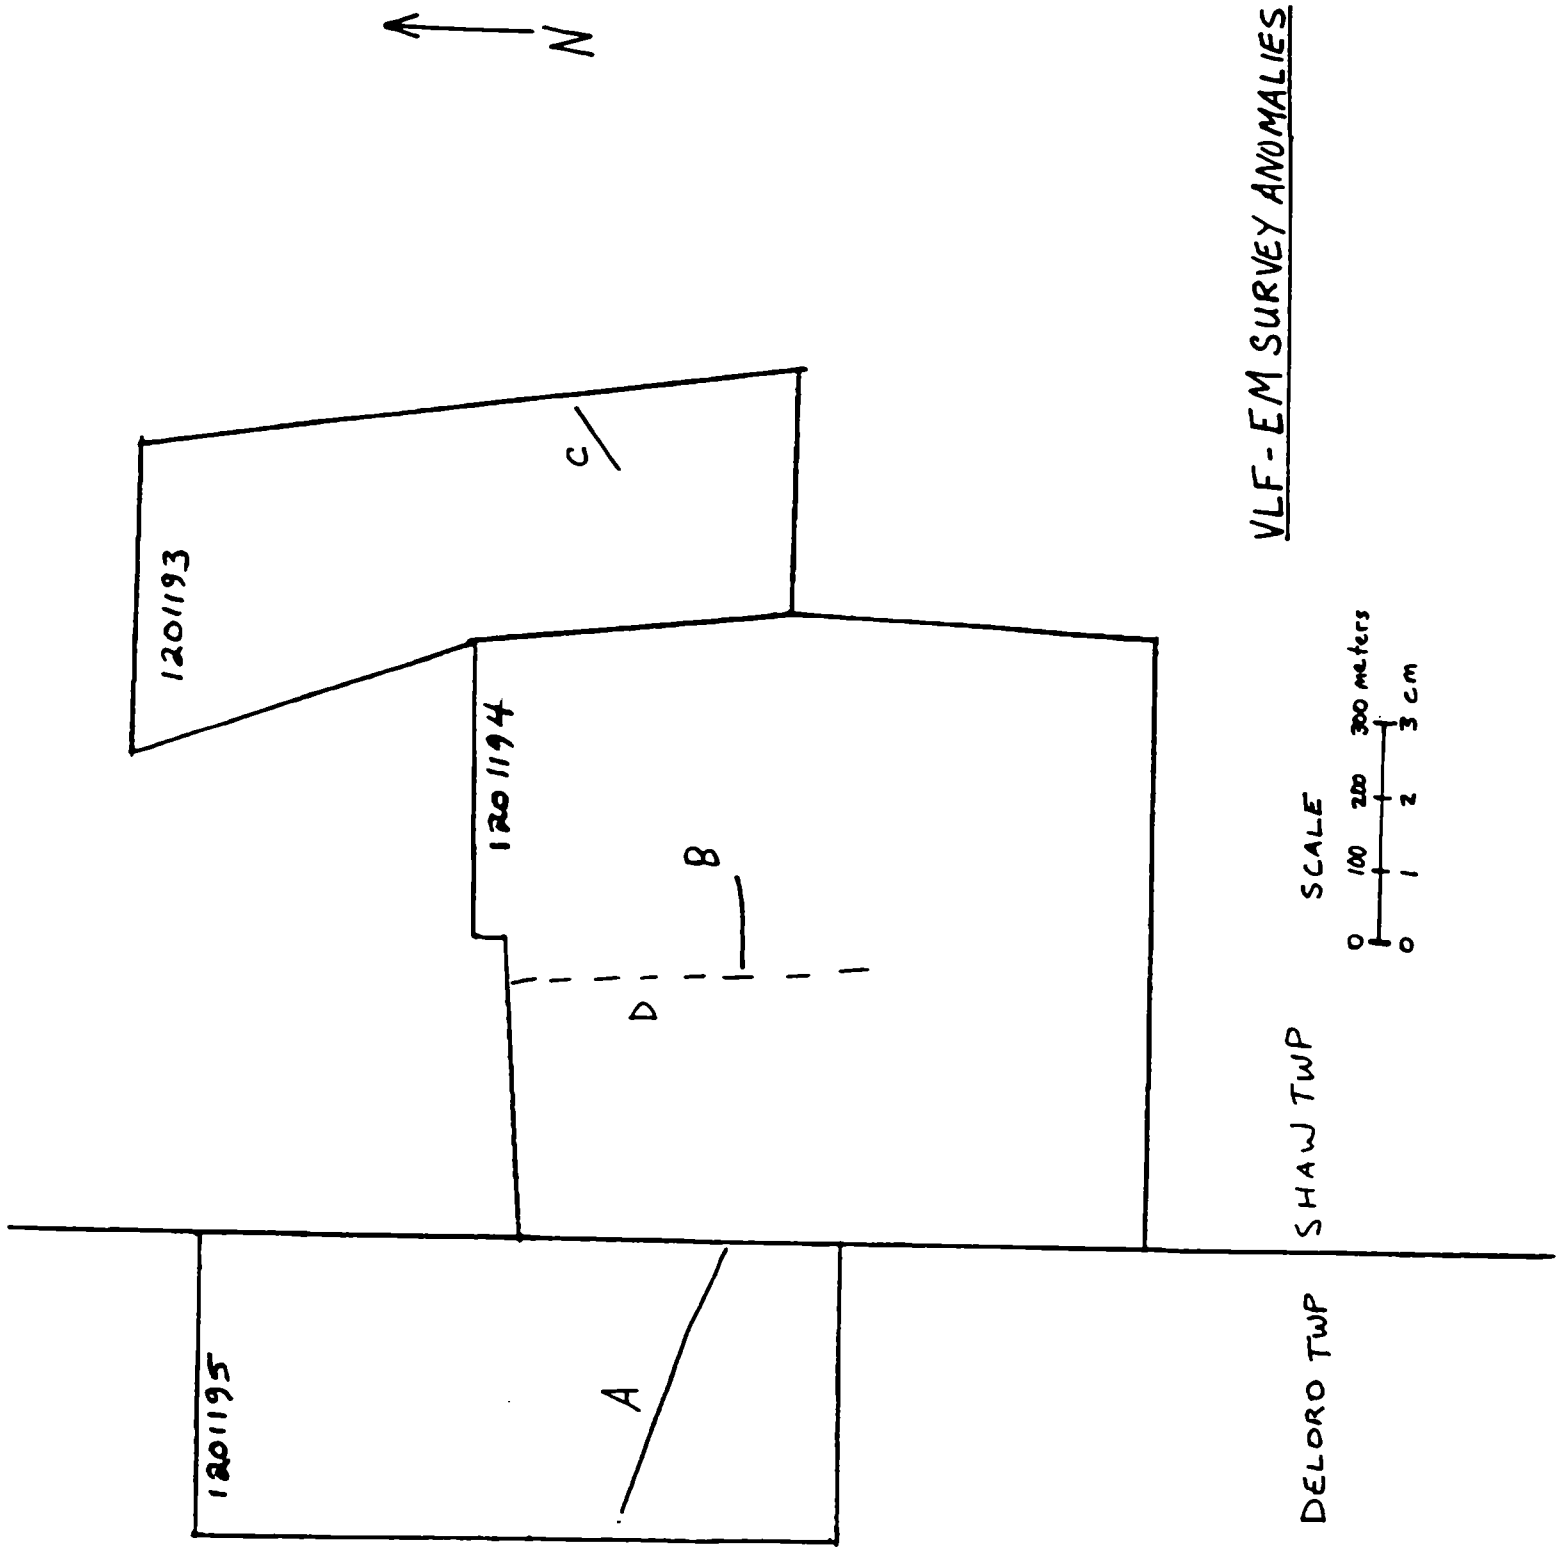 N
1201193
C
1201194
B
D
1201195
A
DELORO TWP
SHAW TWP
SCALE
0 100 200 300 meters
0 1 2 3 cm
VLF-EM SURVEY ANOMALIES